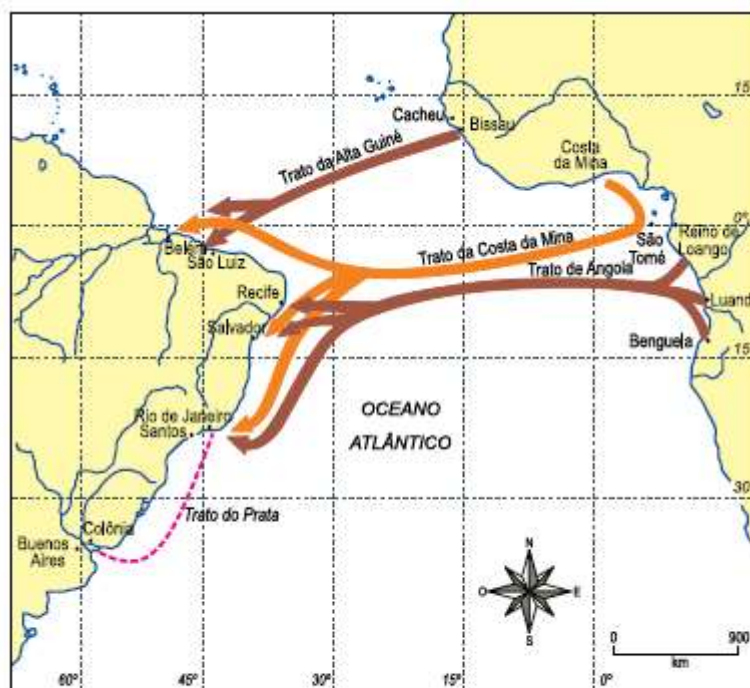 15
Cacheu
Bissau
Trato da Alta Guiné
Costa
da Mina
0°
Trato da Costa da Mina
São
Tomé
Reino de
Loango
Trato de Angola
Belém
São Luiz
Recife
Luand
Salvador
Benguela
15
Rio de Janeiro
Santos
OCEANO
ATLÂNTICO
30
Trato do Prata
Colônia
Buenos
Aires
N
O
E
S
0
900
km
60°
45°
30°
15°
0°